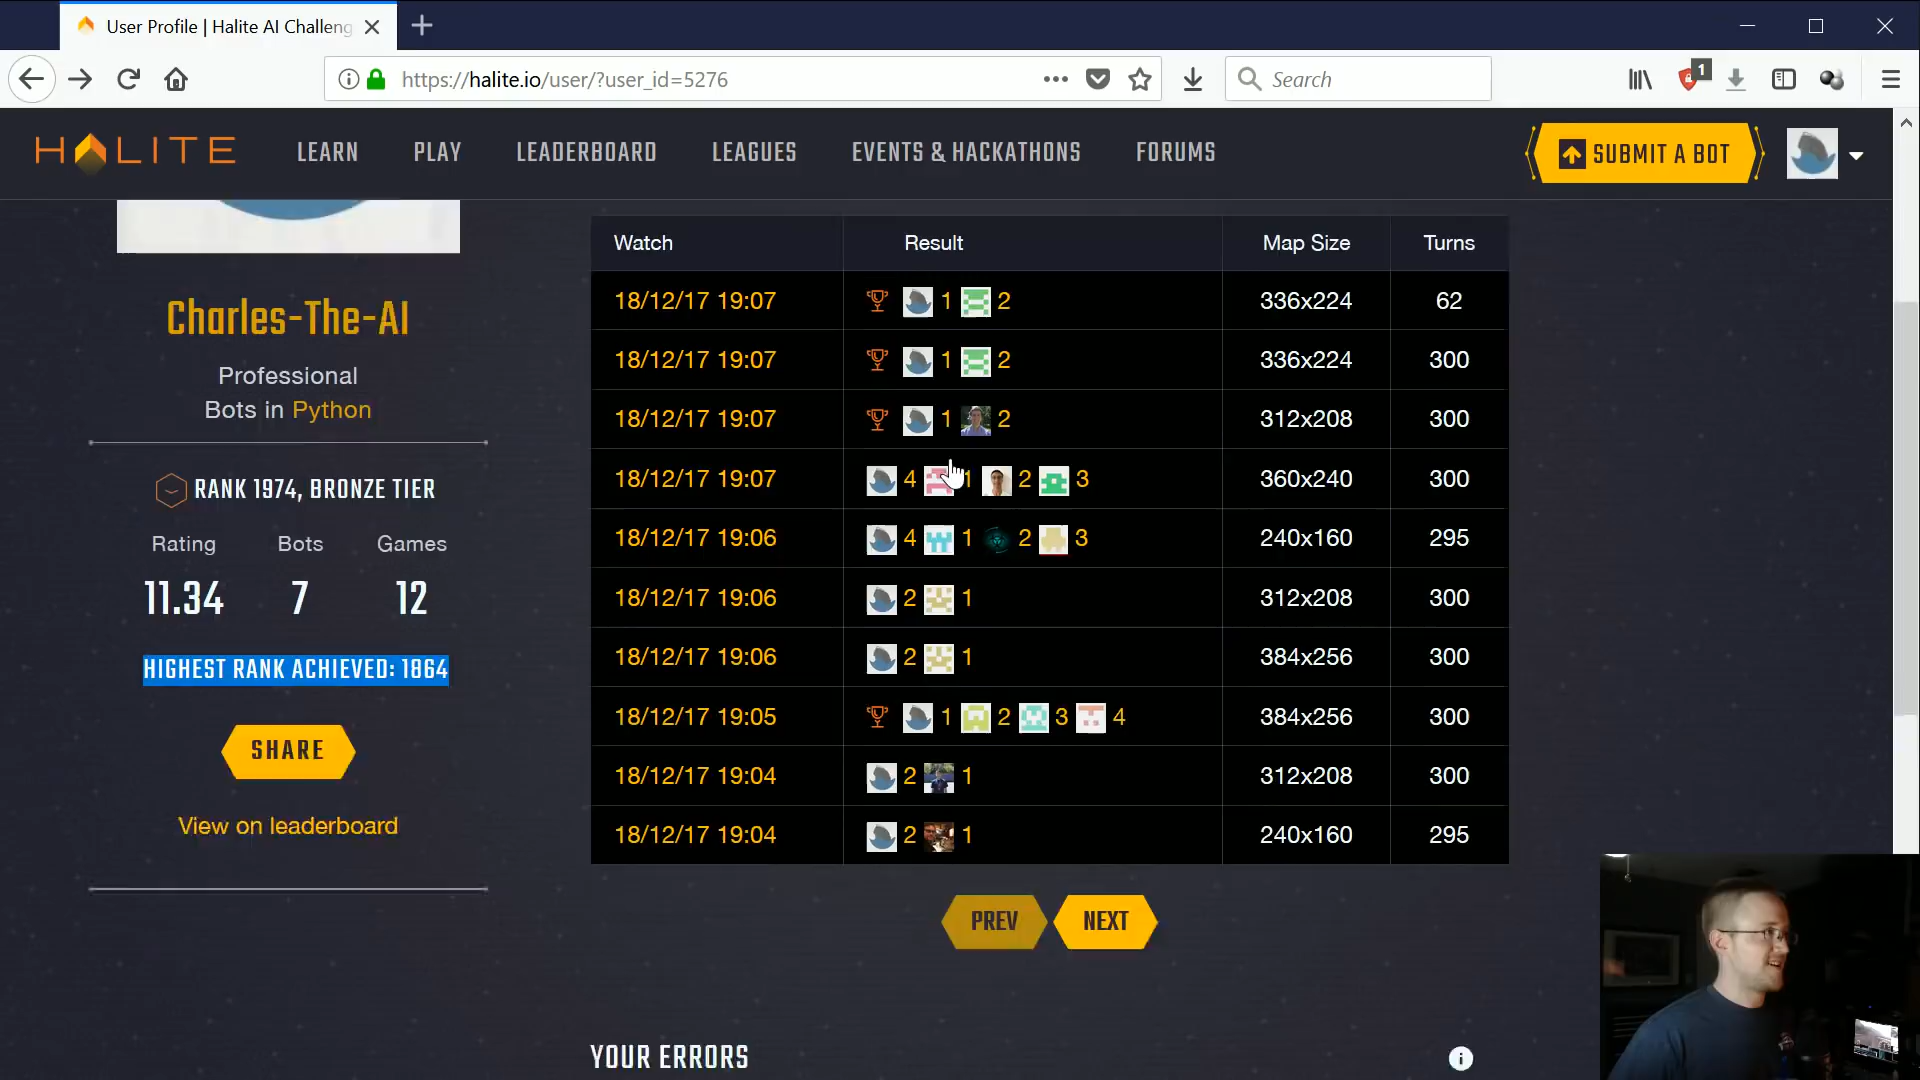 User Profile | Halite AI Challeng
https://halite.io/user/?user_id=5276
Search
1
HALITE
LEARN
PLAY
LEADERBOARD
LEAGUES
EVENTS & HACKATHONS
FORUMS
SUBMIT A BOT
Charles-The-AI
Professional
Bots in Python
RANK 1974, BRONZE TIER
Rating Bots Games
11.34 7 12
HIGHEST RANK ACHIEVED: 1864
SHARE
View on leaderboard
Watch Result Map Size Turns
18/12/17 19:07 1 2 336x224 62
18/12/17 19:07 1 2 336x224 300
18/12/17 19:07 1 2 312x208 300
18/12/17 19:07 4 1 2 3 360x240 300
18/12/17 19:06 4 1 2 3 240x160 295
18/12/17 19:06 2 1 312x208 300
18/12/17 19:06 2 1 384x256 300
18/12/17 19:05 1 2 3 4 384x256 300
18/12/17 19:04 2 1 312x208 300
18/12/17 19:04 2 1 240x160 295
PREV NEXT
YOUR ERRORS